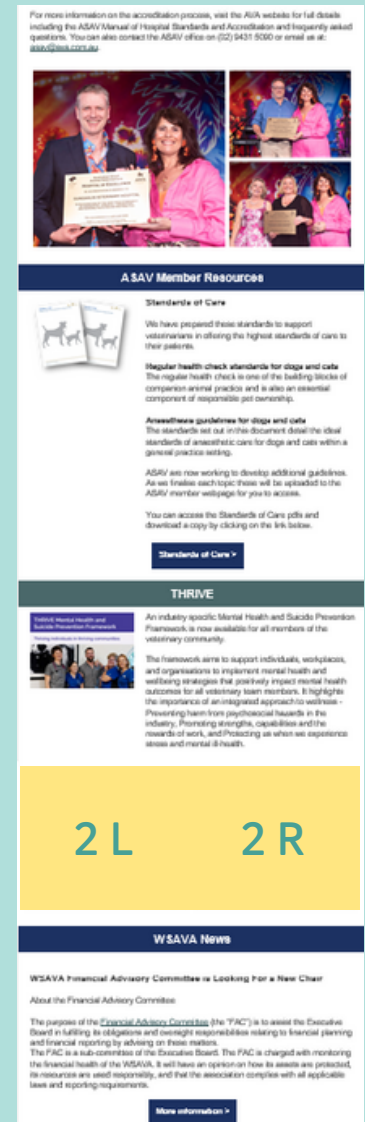 For more information on the accreditation process, visit the AVA website for full details
including the ASAV Manual of Hospital Standards and Accreditation and frequently asked
questions. You can also contact the ASAV office on (02) 9431 5090 or email us at:
asav@ava.com.au.
ASAV Member Resources
Standards of Care
We have prepared these standards to support
veterinarians in offering the highest standards of care to
their patients.
Regular health check standards for dogs and cats
The regular health check is one of the building blocks of
companion animal practice and is also an essential
component of responsible pet ownership.
Anaesthesia guidelines for dogs and cats
The standards set out in this document detail the ideal
standards of anaesthetic care for dogs and cats within a
general practice setting.
ASAV are now working to develop additional guidelines.
As we finalise each topic these will be uploaded to the
ASAV member webpage for you to access.
You can access the Standards of Care pdfs and
download a copy by clicking on the link below.
Standards of Care >
THRIVE
THRIVE Mental Health and
Suicide Prevention Framework
Thriving individuals in thriving communities
An industry specific Mental Health and Suicide Prevention
Framework is now available for all members of the
veterinary community.
The framework aims to support individuals, workplaces,
and organisations to implement mental health and
wellbeing strategies that positively impact mental health
outcomes for all veterinary team members. It highlights
the importance of an integrated approach to wellness -
Preventing harm from psychosocial hazards in the
industry, Promoting strengths, capabilities and the
rewards of work, and Protecting us when we experience
stress and mental ill-health.
2 L 2 R
WSAVA News
WSAVA Financial Advisory Committee is Looking For a New Chair
About the Financial Advisory Committee
The purpose of the Financial Advisory Committee (the "FAC") is to assist the Executive
Board in fulfilling its obligations and oversight responsibilities relating to financial planning
and financial reporting by advising on these matters.
The FAC is a sub-committee of the Executive Board. The FAC is charged with monitoring
the financial health of the WSAVA. It will have an opinion on how its assets are protected,
its resources are used responsibly, and that the association complies with all applicable
laws and reporting requirements.
More information >